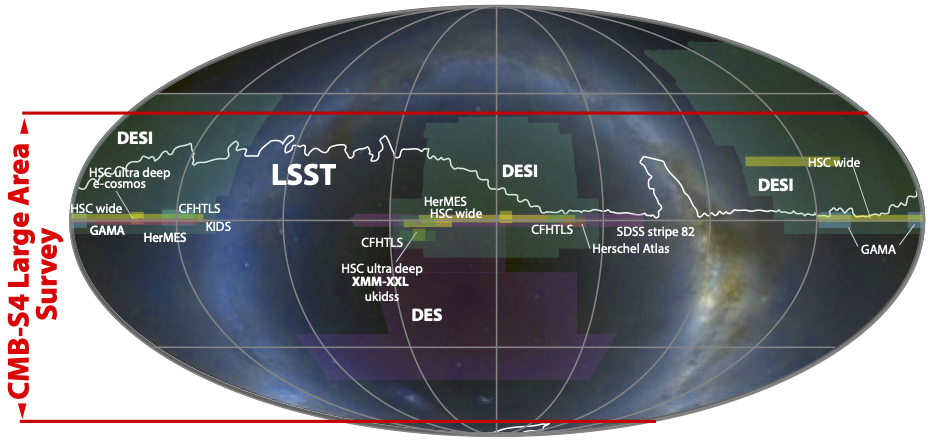 CMB-S4 Large Area
Survey
DESI
HSC ultra deep
e-cosmos
HSC wide
GAMA
HerMES
CFHTLS
KIDS
LSST
DESI
HerMES
HSC wide
CFHTLS
HSC ultra deep
XMM-XXL
ukidss
DES
CFHTLS
SDSS stripe 82
Herschel Atlas
HSC wide
DESI
GAMA